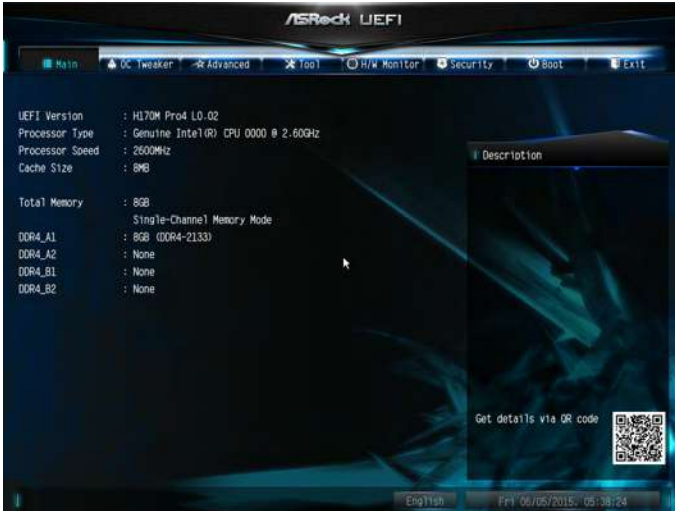 ASRock UEFI
Main OC Tweaker Advanced Tool H/W Monitor Security Boot Exit
UEFI Version : H170M Pro4 L0.02
Processor Type : Genuine Intel(R) CPU 0000 @ 2.60GHz
Processor Speed : 2600MHz
Cache Size : 8MB
Total Memory : 8GB
Single-Channel Memory Mode
DDR4_A1 : 8GB (DDR4-2133)
DDR4_A2 : None
DDR4_B1 : None
DDR4_B2 : None
Description
Get details via QR code
English Fri 06/05/2015. 05:38:24